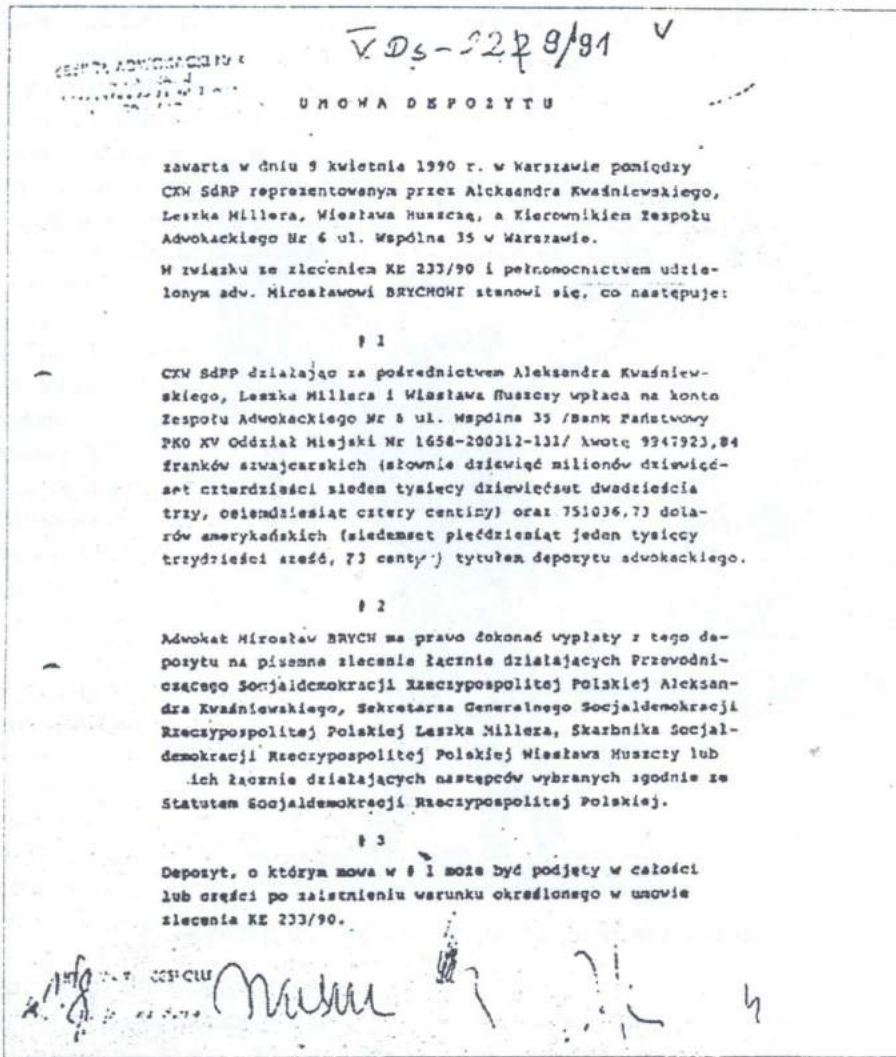 V Ds-2229/91 V
ZESPÓŁ ADWOKACKI Nr 6
UMOWA DEPOZYTU
zawarta w dniu 9 kwietnia 1990 r. w Warszawie pomiędzy
CKW SdRP reprezentowanym przez Aleksandra Kwaśniewskiego,
Leszka Millera, Wiesława Huszczę, a Kierownikiem Zespołu
Adwokackiego Nr 6 ul. Wspólna 35 w Warszawie.
W związku ze zleceniem KE 233/90 i pełnomocnictwem udzie-
lonym adw. Mirosławowi BRYCHOWI stanowi się, co następuje:
§ 1
CKW SdRP działając za pośrednictwem Aleksandra Kwaśniew-
skiego, Leszka Millera i Wiesława Huszczy wpłaca na konto
Zespołu Adwokackiego Nr 6 ul. Wspólna 35 /Bank Państwowy
PKO XV Oddział Miejski Nr 1658-200312-131/ kwotę 9947923,84
franków szwajcarskich (słownie dziewięć milionów dziewięć-
set czterdzieści siedem tysięcy dziewięćset dwadzieścia
trzy, osiemdziesiąt cztery centimy) oraz 751036,73 dola-
rów amerykańskich (siedemset pięćdziesiąt jeden tysięcy
trzydzieści sześć, 73 centy) tytułem depozytu adwokackiego.
§ 2
Adwokat Mirosław BRYCH ma prawo dokonać wypłaty z tego de-
pozytu na pisemne zlecenie łącznie działających Przewodni-
czącego Socjaldemokracji Rzeczypospolitej Polskiej Aleksan-
dra Kwaśniewskiego, Sekretarza Generalnego Socjaldemokracji
Rzeczypospolitej Polskiej Leszka Millera, Skarbnika Socjal-
demokracji Rzeczypospolitej Polskiej Wiesława Huszczy lub
ich łącznie działających następców wybranych zgodnie ze
Statutem Socjaldemokracji Rzeczypospolitej Polskiej.
§ 3
Depozyt, o którym mowa w § 1 może być podjęty w całości
lub części po zaistnieniu warunku określonego w umowie
zlecenia KE 233/90.